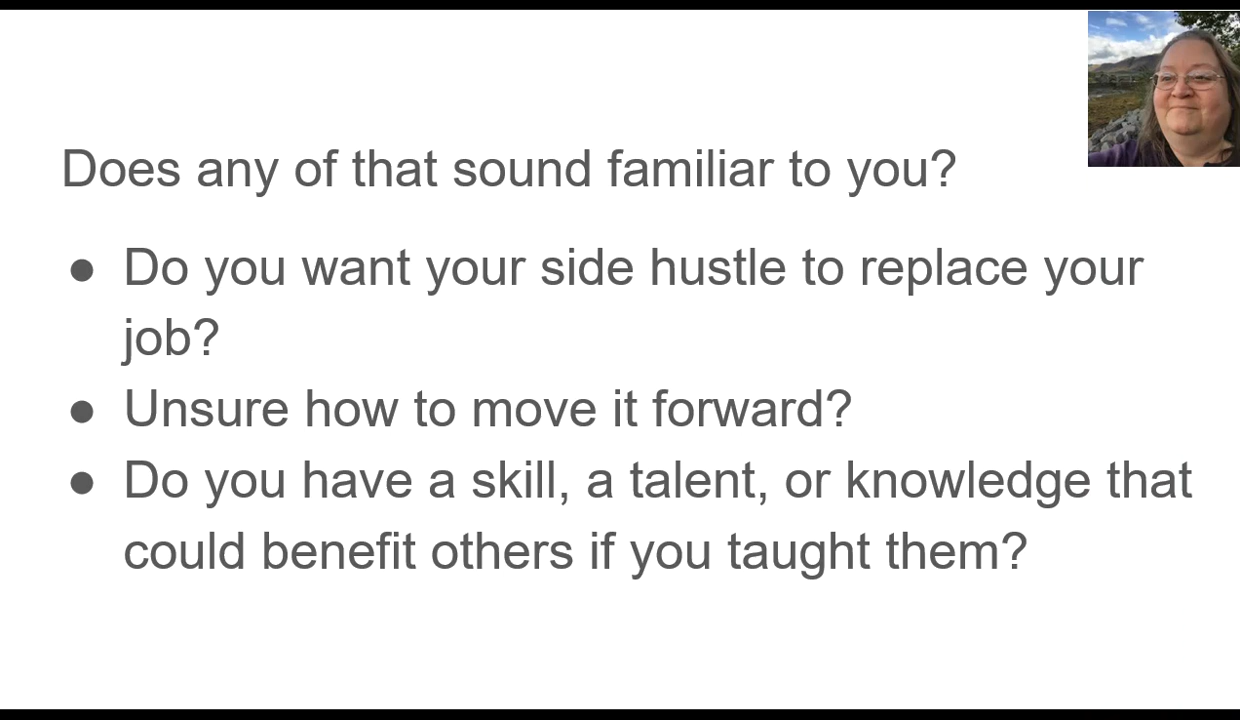 Does any of that sound familiar to you?
● Do you want your side hustle to replace your
job?
● Unsure how to move it forward?
● Do you have a skill, a talent, or knowledge that
could benefit others if you taught them?